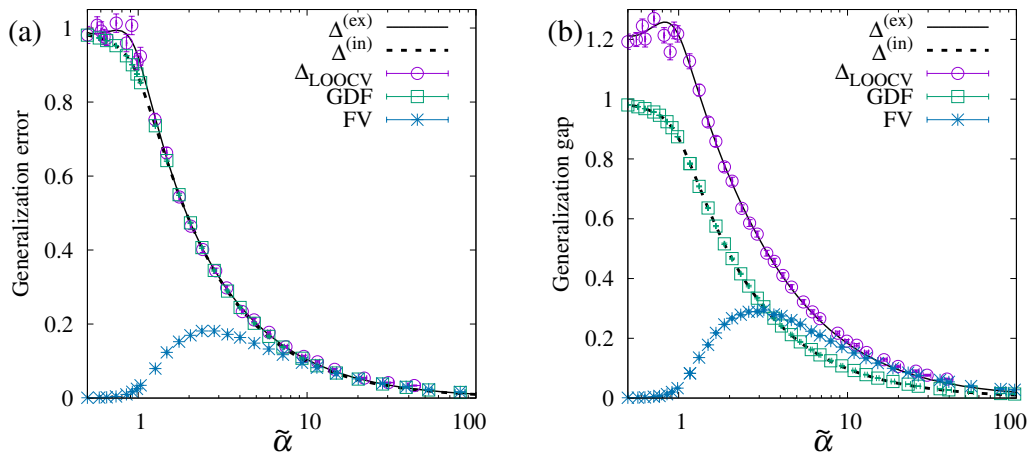 (a)
Generalization error
1
0.8
0.6
0.4
0.2
0
1
10
100
α̃
Δ(ex)
Δ(in)
ΔLOOCV
GDF
FV
(b)
Generalization gap
1.2
1
0.8
0.6
0.4
0.2
0
1
10
100
α̃
Δ(ex)
Δ(in)
ΔLOOCV
GDF
FV